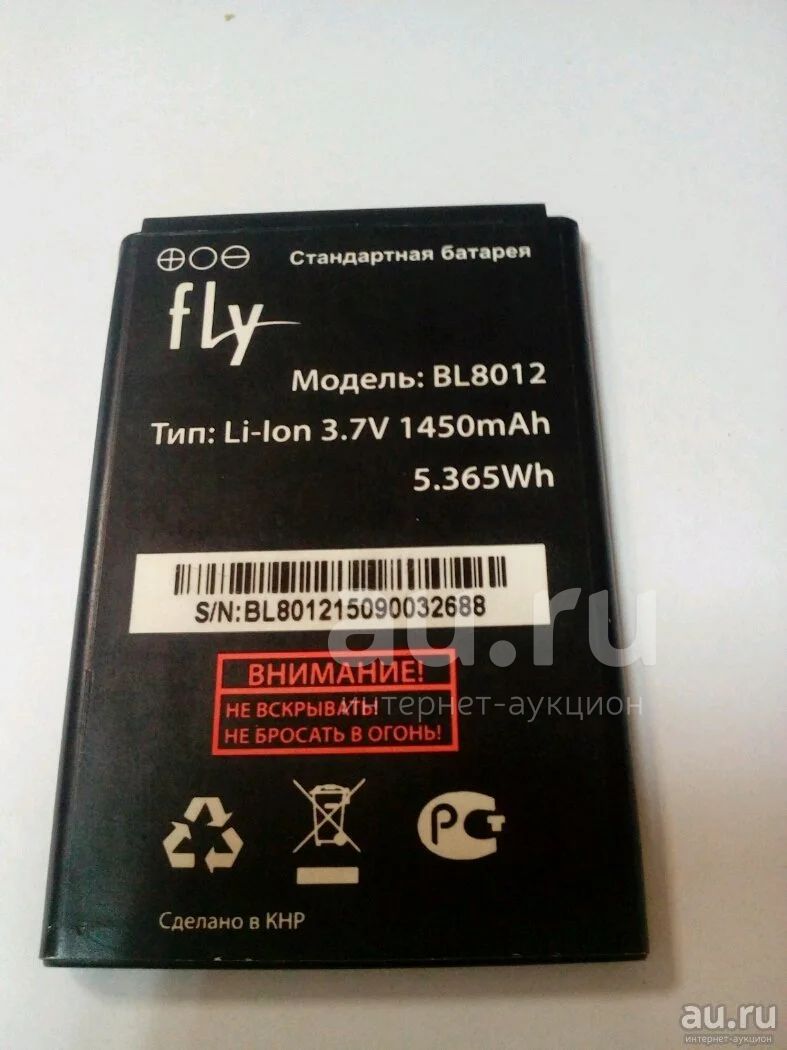 Стандартная батарея
fly
Модель: BL8012
Тип: Li-Ion 3.7V 1450mAh
5.365Wh
S/N:BL801215090032688
au.ru
интернет-аукцион
ВНИМАНИЕ!
НЕ ВСКРЫВАТЬ!
НЕ БРОСАТЬ В ОГОНЬ!
РСТ
Сделано в КНР
au.ru
интернет-аукцион